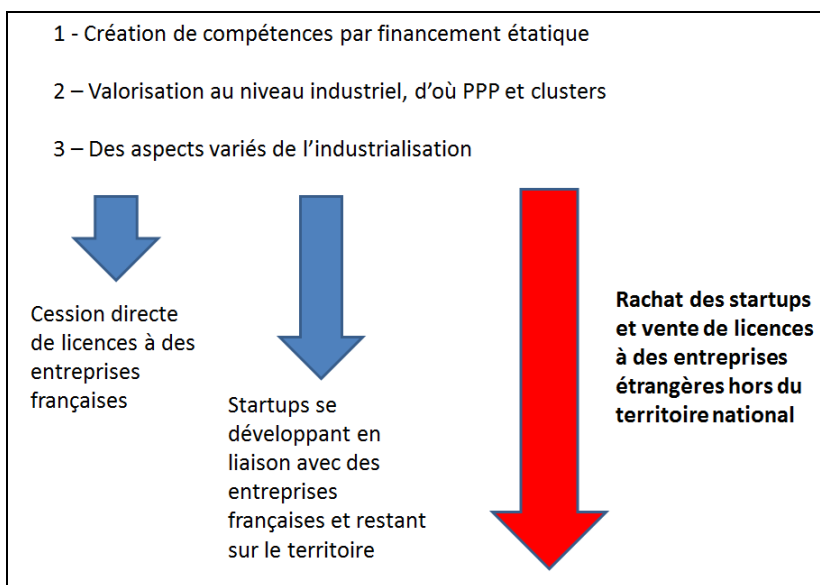 1 - Création de compétences par financement étatique
2 – Valorisation au niveau industriel, d’où PPP et clusters
3 – Des aspects variés de l’industrialisation
Cession directe
de licences à des
entreprises
françaises
Startups se
développant en
liaison avec des
entreprises
françaises et restant
sur le territoire
Rachat des startups
et vente de licences
à des entreprises
étrangères hors du
territoire national